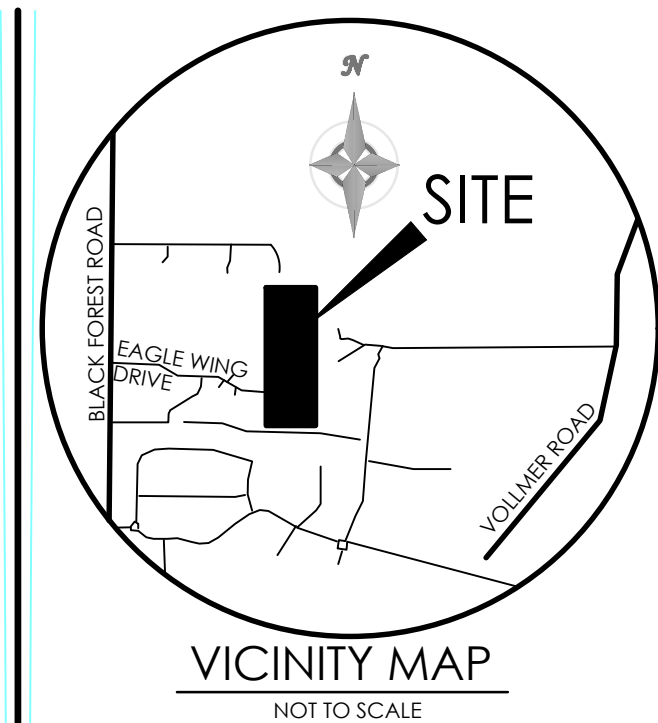 N
SITE
BLACK FOREST ROAD
EAGLE WING
DRIVE
VOLLMER ROAD
VICINITY MAP
NOT TO SCALE